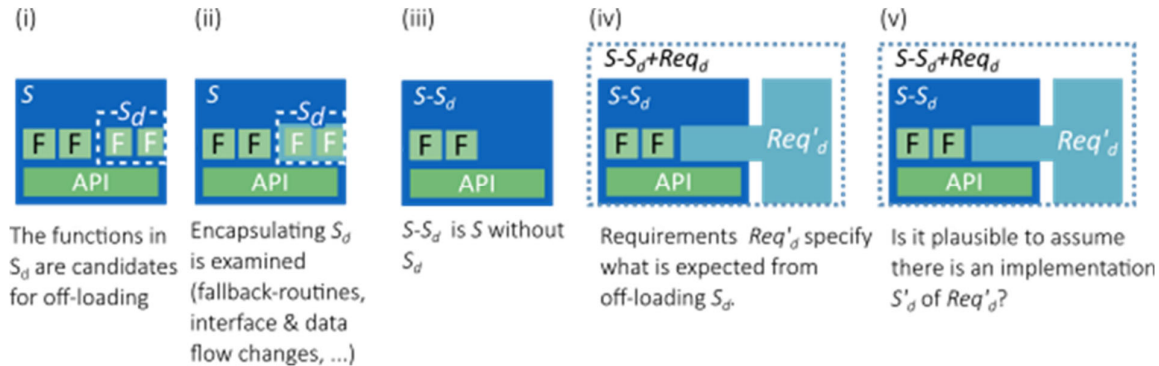 (i)
S
-Sd-
F F F F
API
The functions in
Sd are candidates
for off-loading
(ii)
S
-Sd-
F F F F
API
Encapsulating Sd
is examined
(fallback-routines,
interface & data
flow changes, ...)
(iii)
S-Sd
F F
API
S-Sd is S without
Sd
(iv)
S-Sd+Reqd
S-Sd
F F
Req'd
API
Requirements Req'd specify
what is expected from
off-loading Sd.
(v)
S-Sd+Reqd
S-Sd
F F
Req'd
API
Is it plausible to assume
there is an implementation
S'd of Req'd?